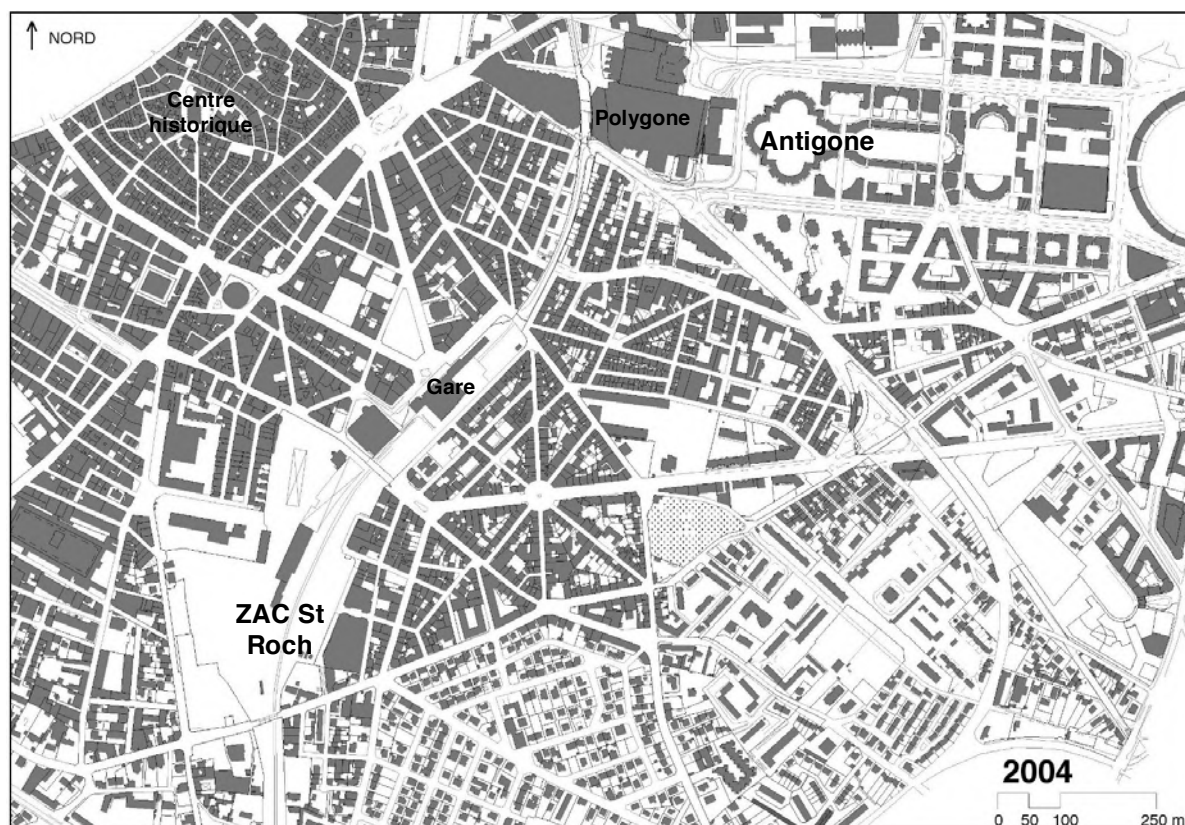 NORD
Centre
historique
Polygone
Antigone
Gare
ZAC St
Roch
2004
0 50 100 250 m